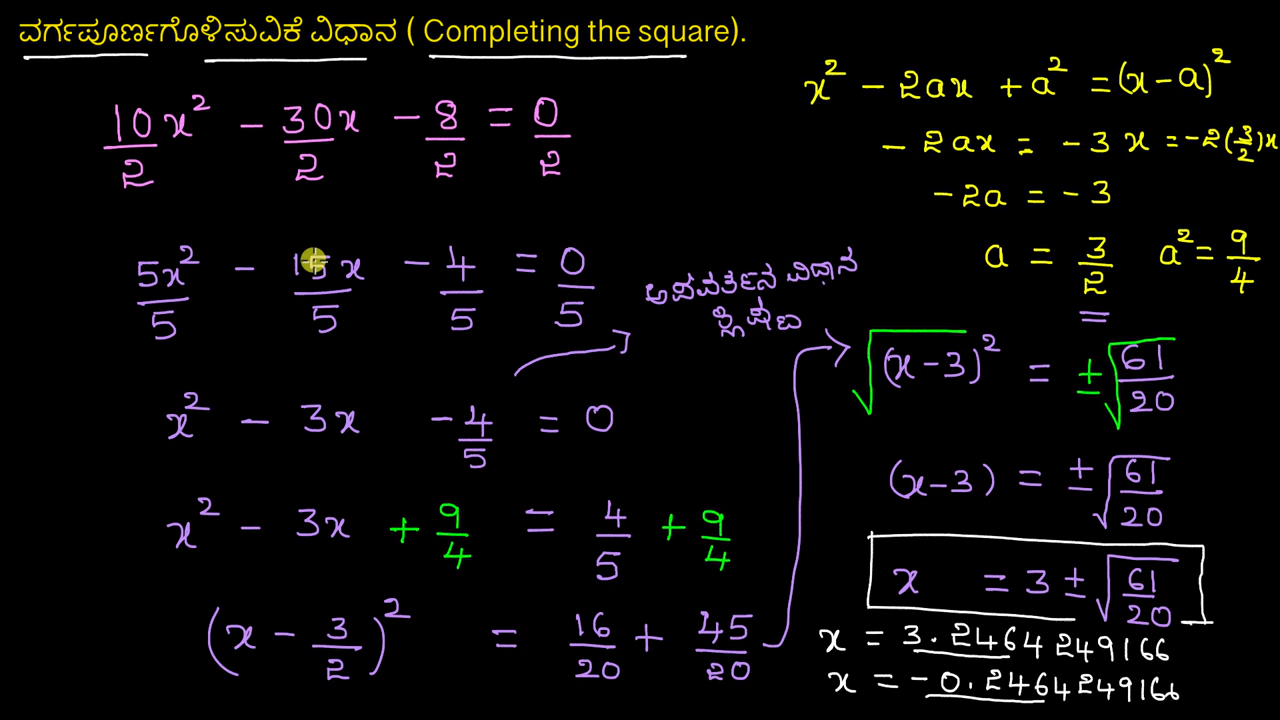 ವರ್ಗಪೂರ್ಣಗೊಳಿಸುವಿಕೆ ವಿಧಾನ ( Completing the square).
10x²/2 - 30x/2 - 8/2 = 0/2
5x²/5 - 15x/5 - 4/5 = 0/5
x² - 3x - 4/5 = 0
x² - 3x + 9/4 = 4/5 + 9/4
(x - 3/2)² = 16/20 + 45/20
x² - 2ax + a² = (x - a)²
- 2ax = - 3x = -2(3/2)x
- 2a = - 3
a = 3/2 a² = 9/4
ಅಪವರ್ತನ ವಿಧಾನ
√(x - 3)² = ± √61/20
(x - 3) = ± √61/20
x = 3 ± √61/20
x = 3.2464249166
x = - 0.2464249166